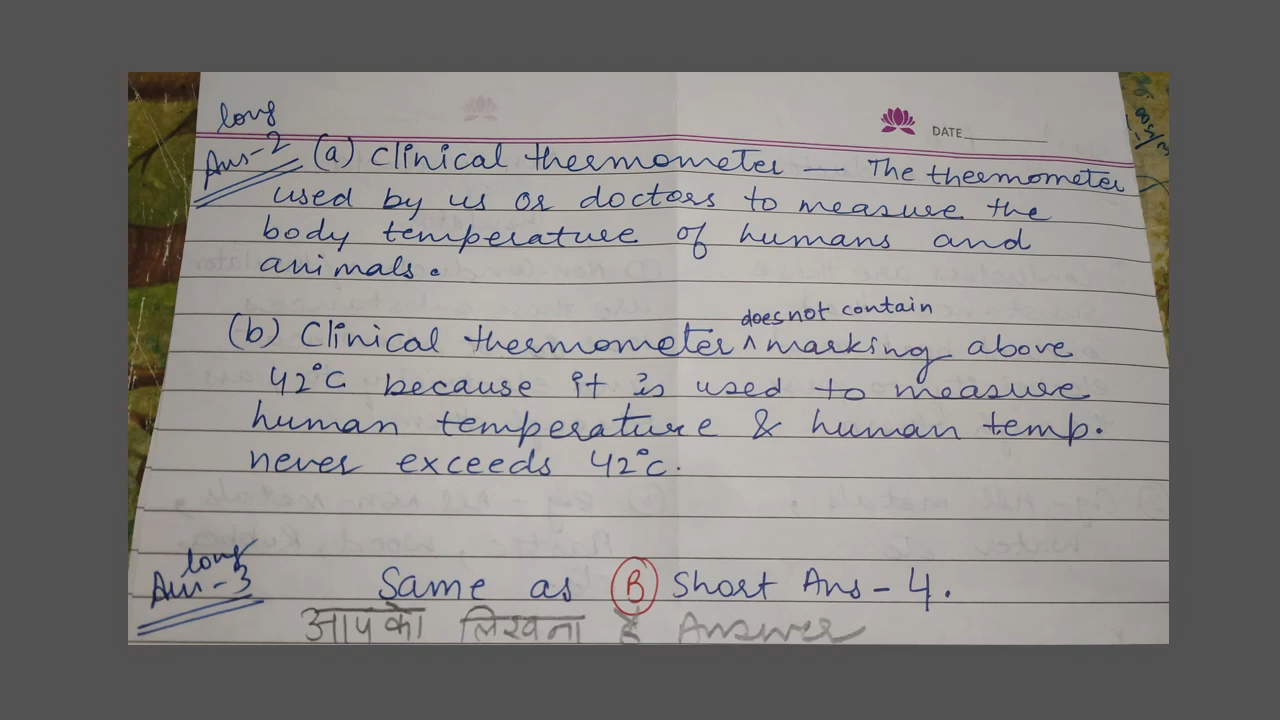 long
DATE
Ans-2 (a) Clinical thermometer — The thermometer
used by us or doctors to measure the
body temperature of humans and
animals.
does not contain
(b) Clinical thermometer ^ marking above
42°C because it is used to measure
human temperature & human temp.
never exceeds 42°C.
long
Ans-3 Same as (B) Short Ans-4.
आपको लिखना है Answer